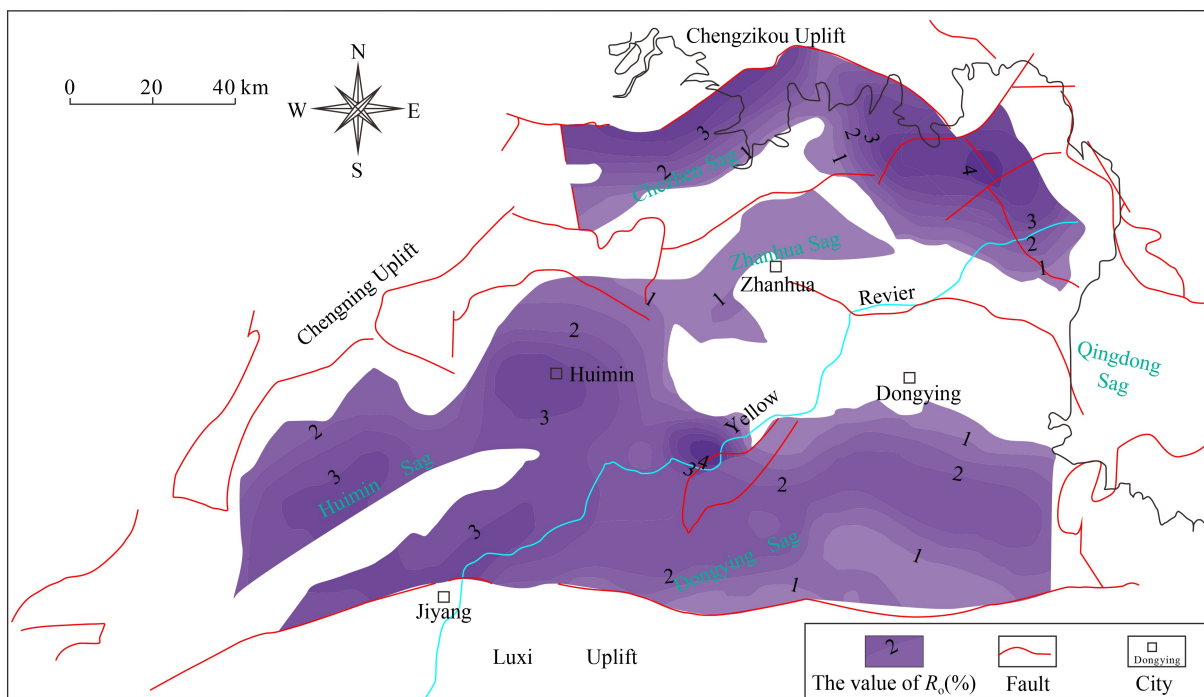 Chengzikou Uplift
N
W
E
S
0
20
40 km
3
2
1
Chezhen Sag
2
3
1
4
3
2
1
Chengning Uplift
Zhanhua Sag
Zhanhua
1
1
Revier
2
Huimin
3
Qingdong
Sag
Dongying
Yellow
2
3
Huimin Sag
3
4
1
2
2
3
Dongying Sag
1
2
1
Jiyang
Luxi Uplift
2
The value of Ro(%)
Fault
Dongying
City